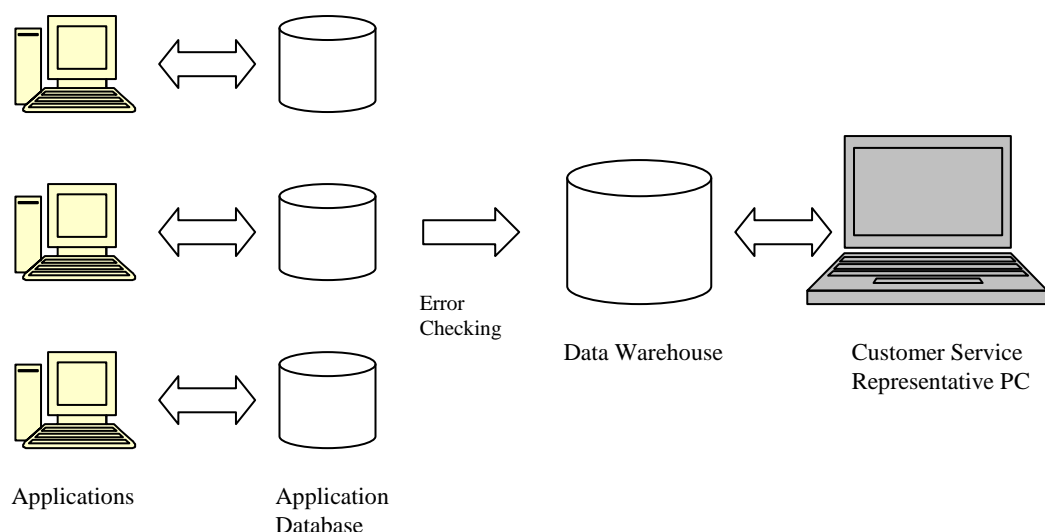 Error
Checking
Data Warehouse
Customer Service
Representative PC
Applications
Application
Database